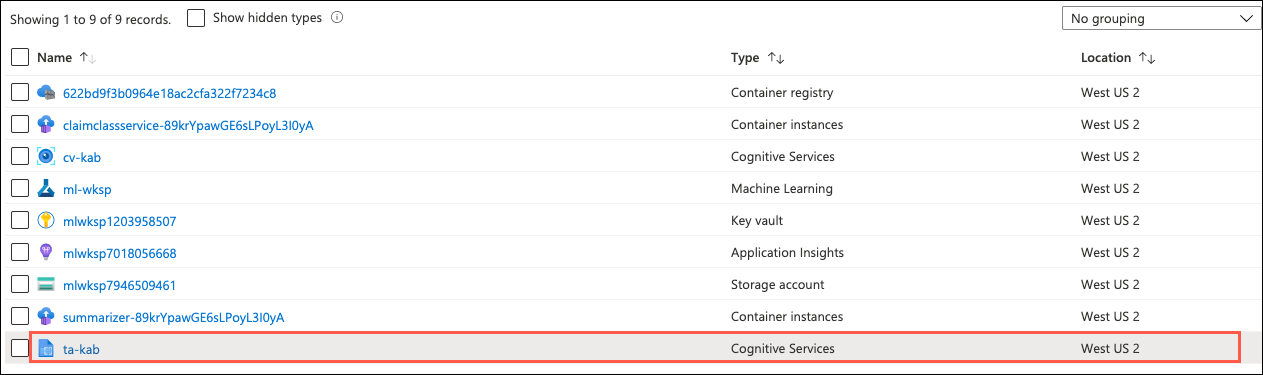 Showing 1 to 9 of 9 records. Show hidden types No grouping
Name Type Location
622bd9f3b0964e18ac2cfa322f7234c8 Container registry West US 2
claimclassservice-89krYpawGE6sLPoyL3I0yA Container instances West US 2
cv-kab Cognitive Services West US 2
ml-wksp Machine Learning West US 2
mlwksp1203958507 Key vault West US 2
mlwksp7018056668 Application Insights West US 2
mlwksp7946509461 Storage account West US 2
summarizer-89krYpawGE6sLPoyL3I0yA Container instances West US 2
ta-kab Cognitive Services West US 2